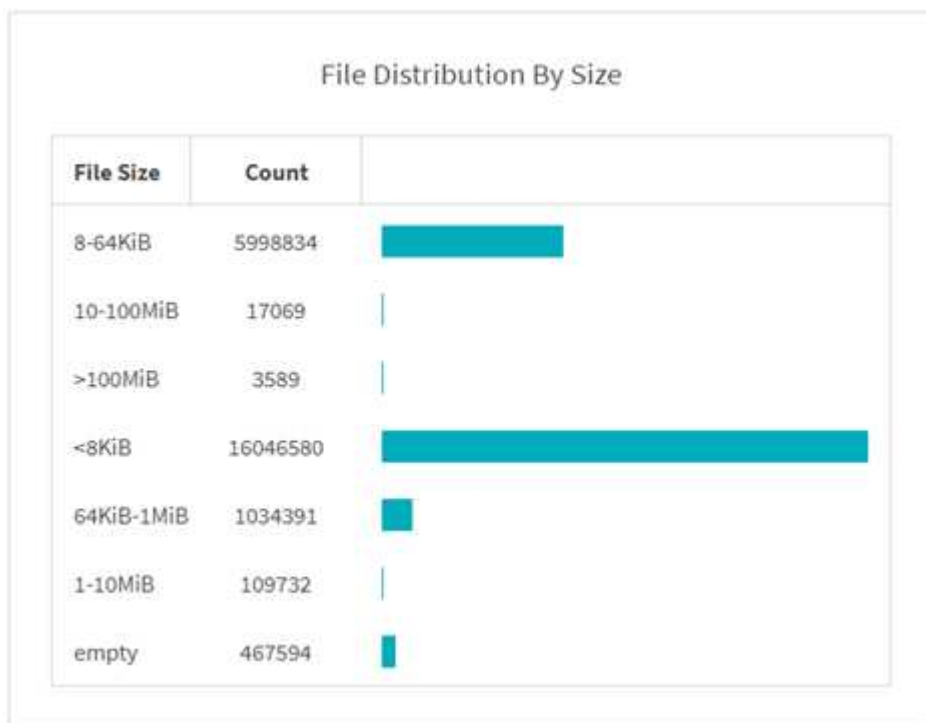 File Distribution By Size
File Size Count
8-64KiB 5998834
10-100MiB 17069
>100MiB 3589
<8KiB 16046580
64KiB-1MiB 1034391
1-10MiB 109732
empty 467594